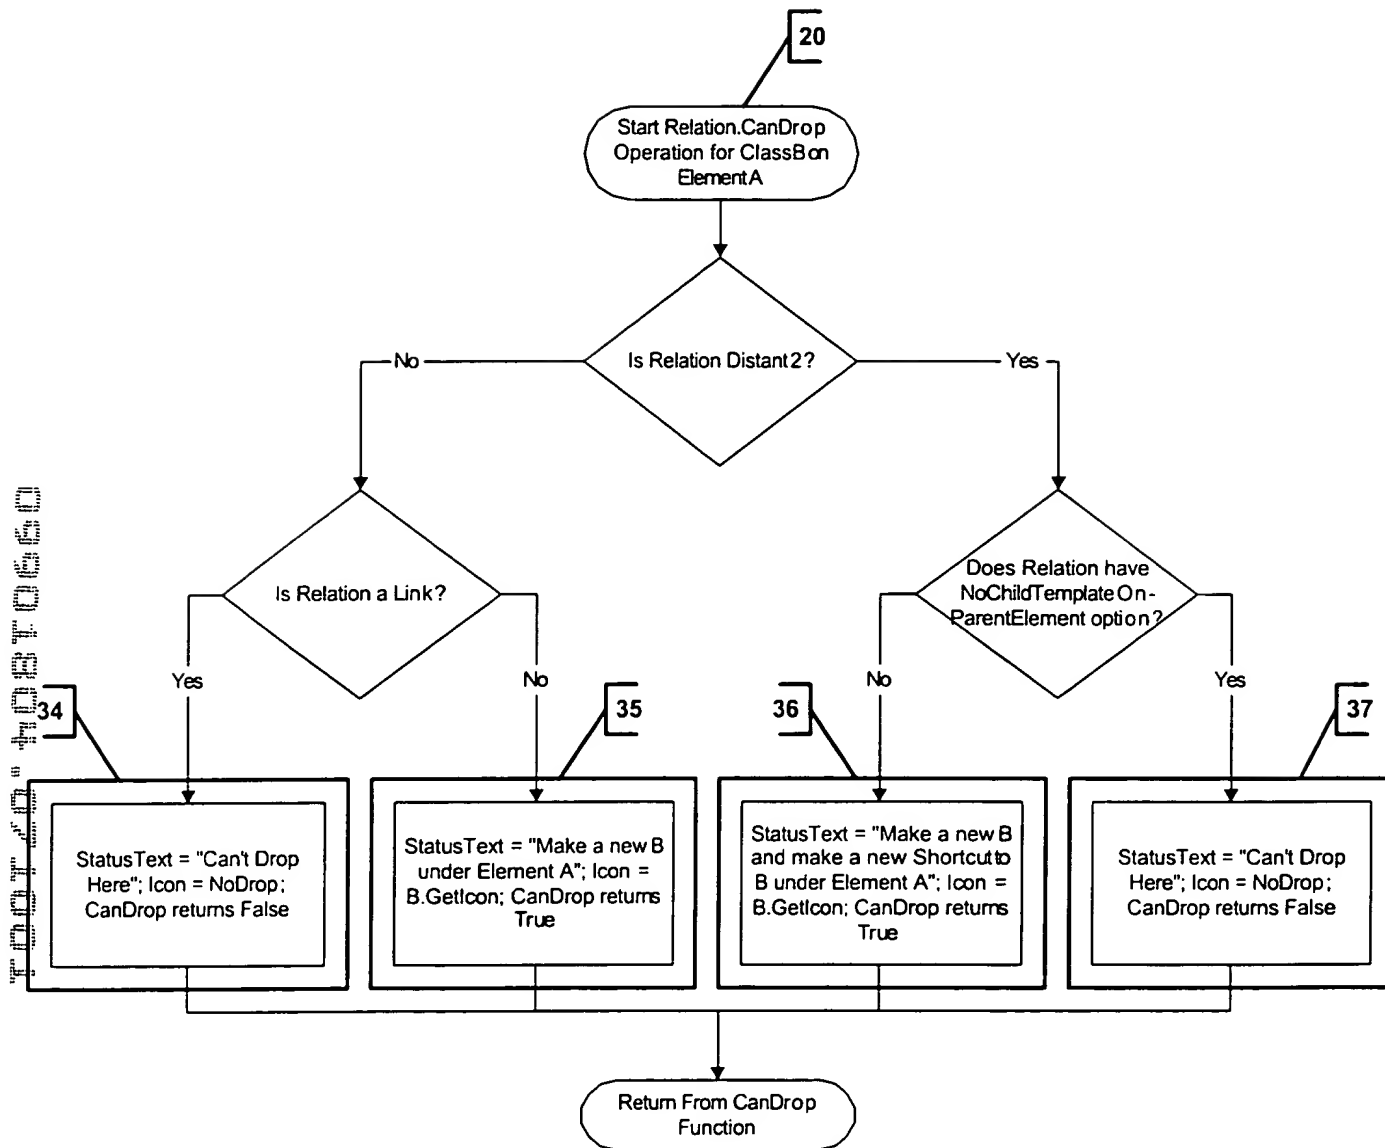 20
Start Relation.CanDrop
Operation for ClassB on
Element A
Is Relation Distant2?
No
Yes
Is Relation a Link?
Does Relation have
NoChildTemplateOn-
ParentElement option?
Yes
No
No
Yes
34
35
36
37
StatusText = "Can't Drop
Here"; Icon = NoDrop;
CanDrop returns False
StatusText = "Make a new B
under Element A"; Icon =
B.GetIcon; CanDrop returns
True
StatusText = "Make a new B
and make a new Shortcut to
B under Element A"; Icon =
B.GetIcon; CanDrop returns
True
StatusText = "Can't Drop
Here"; Icon = NoDrop;
CanDrop returns False
Return From CanDrop
Function